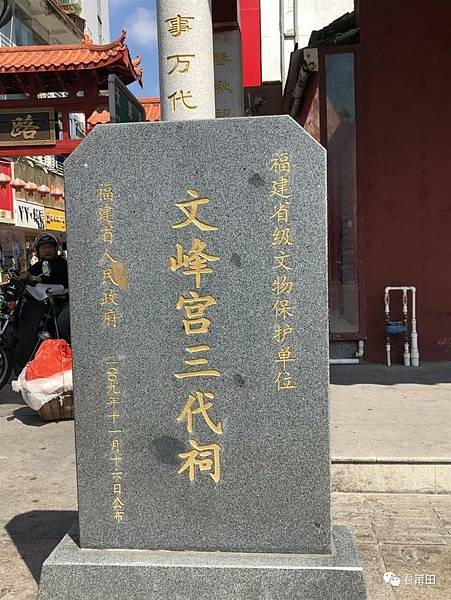 福建省级文物保护单位
文峰宫三代祠
福建省人民政府
二〇〇九年十一月十六日公布
事万代
路
YY·
看莆田